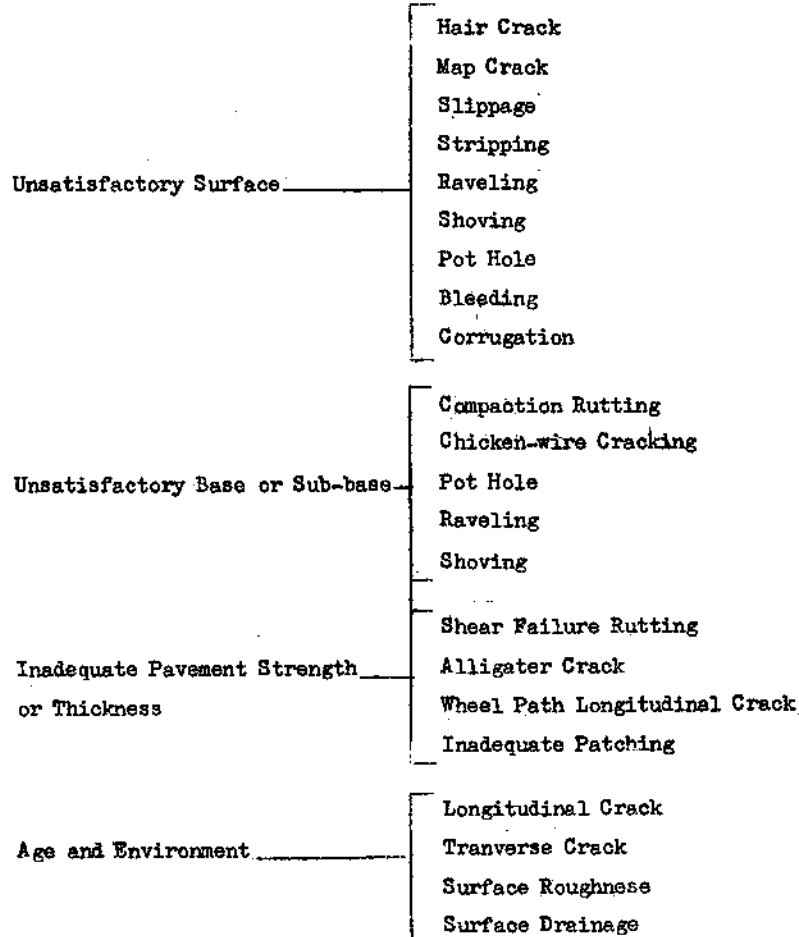 Hair Crack
Map Crack
Slippage
Stripping
Unsatisfactory Surface
Raveling
Shoving
Pot Hole
Bleeding
Corrugation
Compaction Rutting
Chicken-wire Cracking
Unsatisfactory Base or Sub-base
Pot Hole
Raveling
Shoving
Shear Failure Rutting
Inadequate Pavement Strength
or Thickness
Alligater Crack
Wheel Path Longitudinal Crack
Inadequate Patching
Longitudinal Crack
Age and Environment
Tranverse Crack
Surface Roughness
Surface Drainage